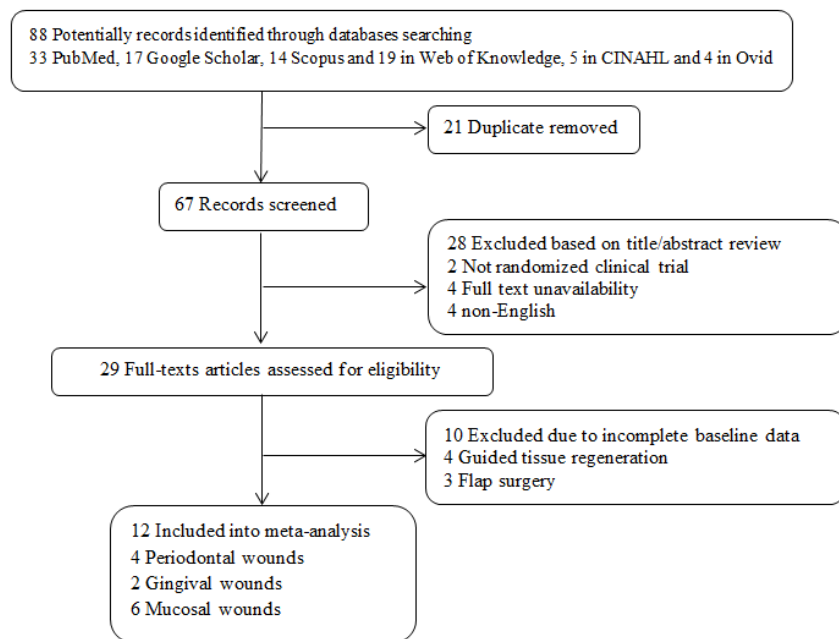 88 Potentially records identified through databases searching
33 PubMed, 17 Google Scholar, 14 Scopus and 19 in Web of Knowledge, 5 in CINAHL and 4 in Ovid
21 Duplicate removed
67 Records screened
28 Excluded based on title/abstract review
2 Not randomized clinical trial
4 Full text unavailability
4 non-English
29 Full-texts articles assessed for eligibility
10 Excluded due to incomplete baseline data
4 Guided tissue regeneration
3 Flap surgery
12 Included into meta-analysis
4 Periodontal wounds
2 Gingival wounds
6 Mucosal wounds